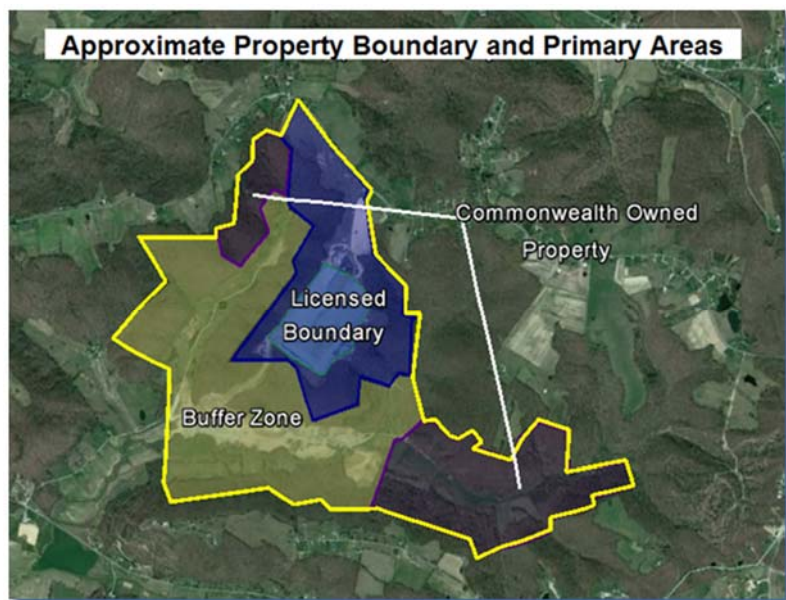 Approximate Property Boundary and Primary Areas
Commonwealth Owned
Property
Licensed
Boundary
Buffer Zone